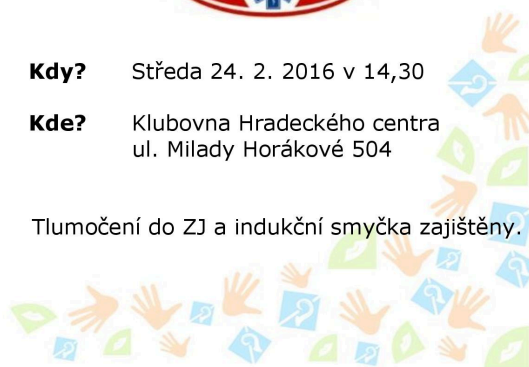 Kdy? Středa 24. 2. 2016 v 14,30
Kde? Klubovna Hradeckého centra
ul. Milady Horákové 504
Tlumočení do ZJ a indukční smyčka zajištěny.